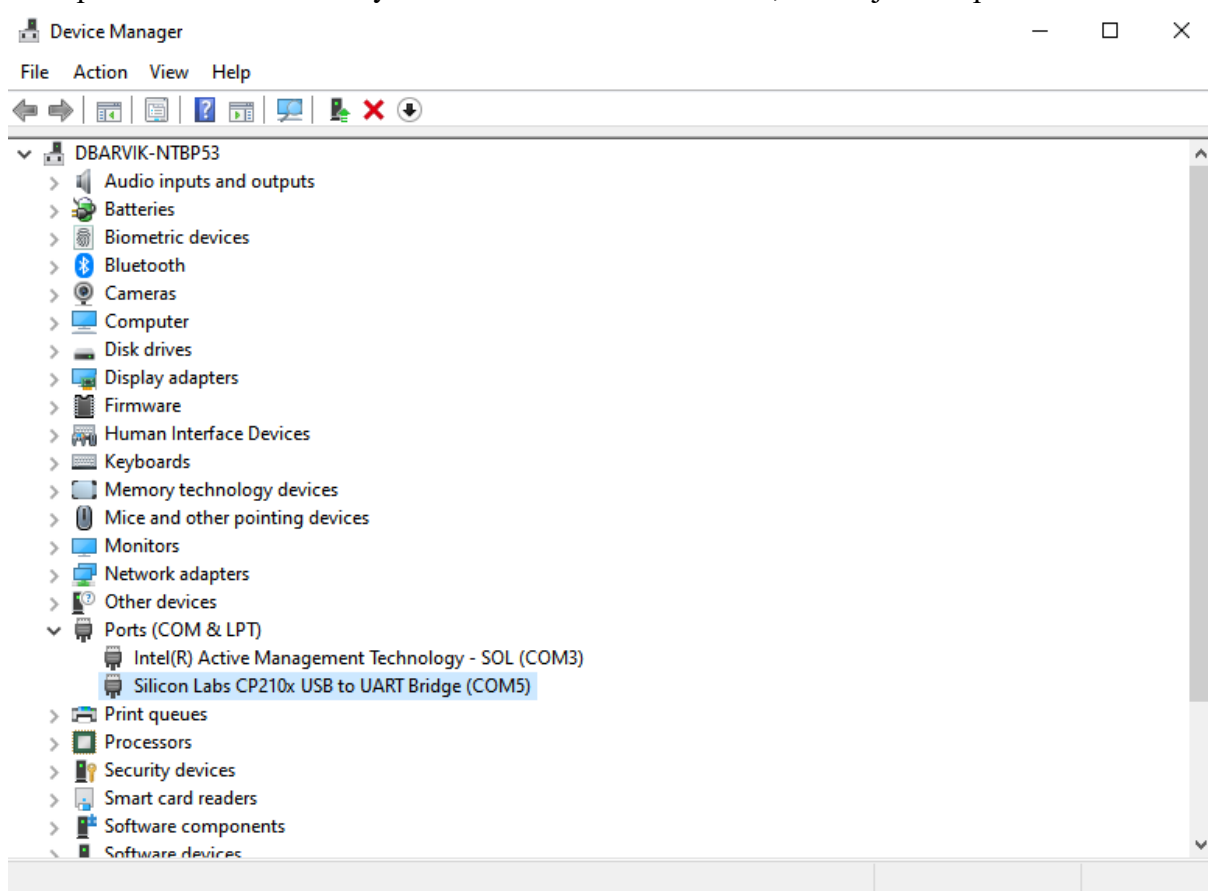 Device Manager
File Action View Help
DBARVIK-NTBP53
Audio inputs and outputs
Batteries
Biometric devices
Bluetooth
Cameras
Computer
Disk drives
Display adapters
Firmware
Human Interface Devices
Keyboards
Memory technology devices
Mice and other pointing devices
Monitors
Network adapters
Other devices
Ports (COM & LPT)
Intel(R) Active Management Technology - SOL (COM3)
Silicon Labs CP210x USB to UART Bridge (COM5)
Print queues
Processors
Security devices
Smart card readers
Software components
Software devices